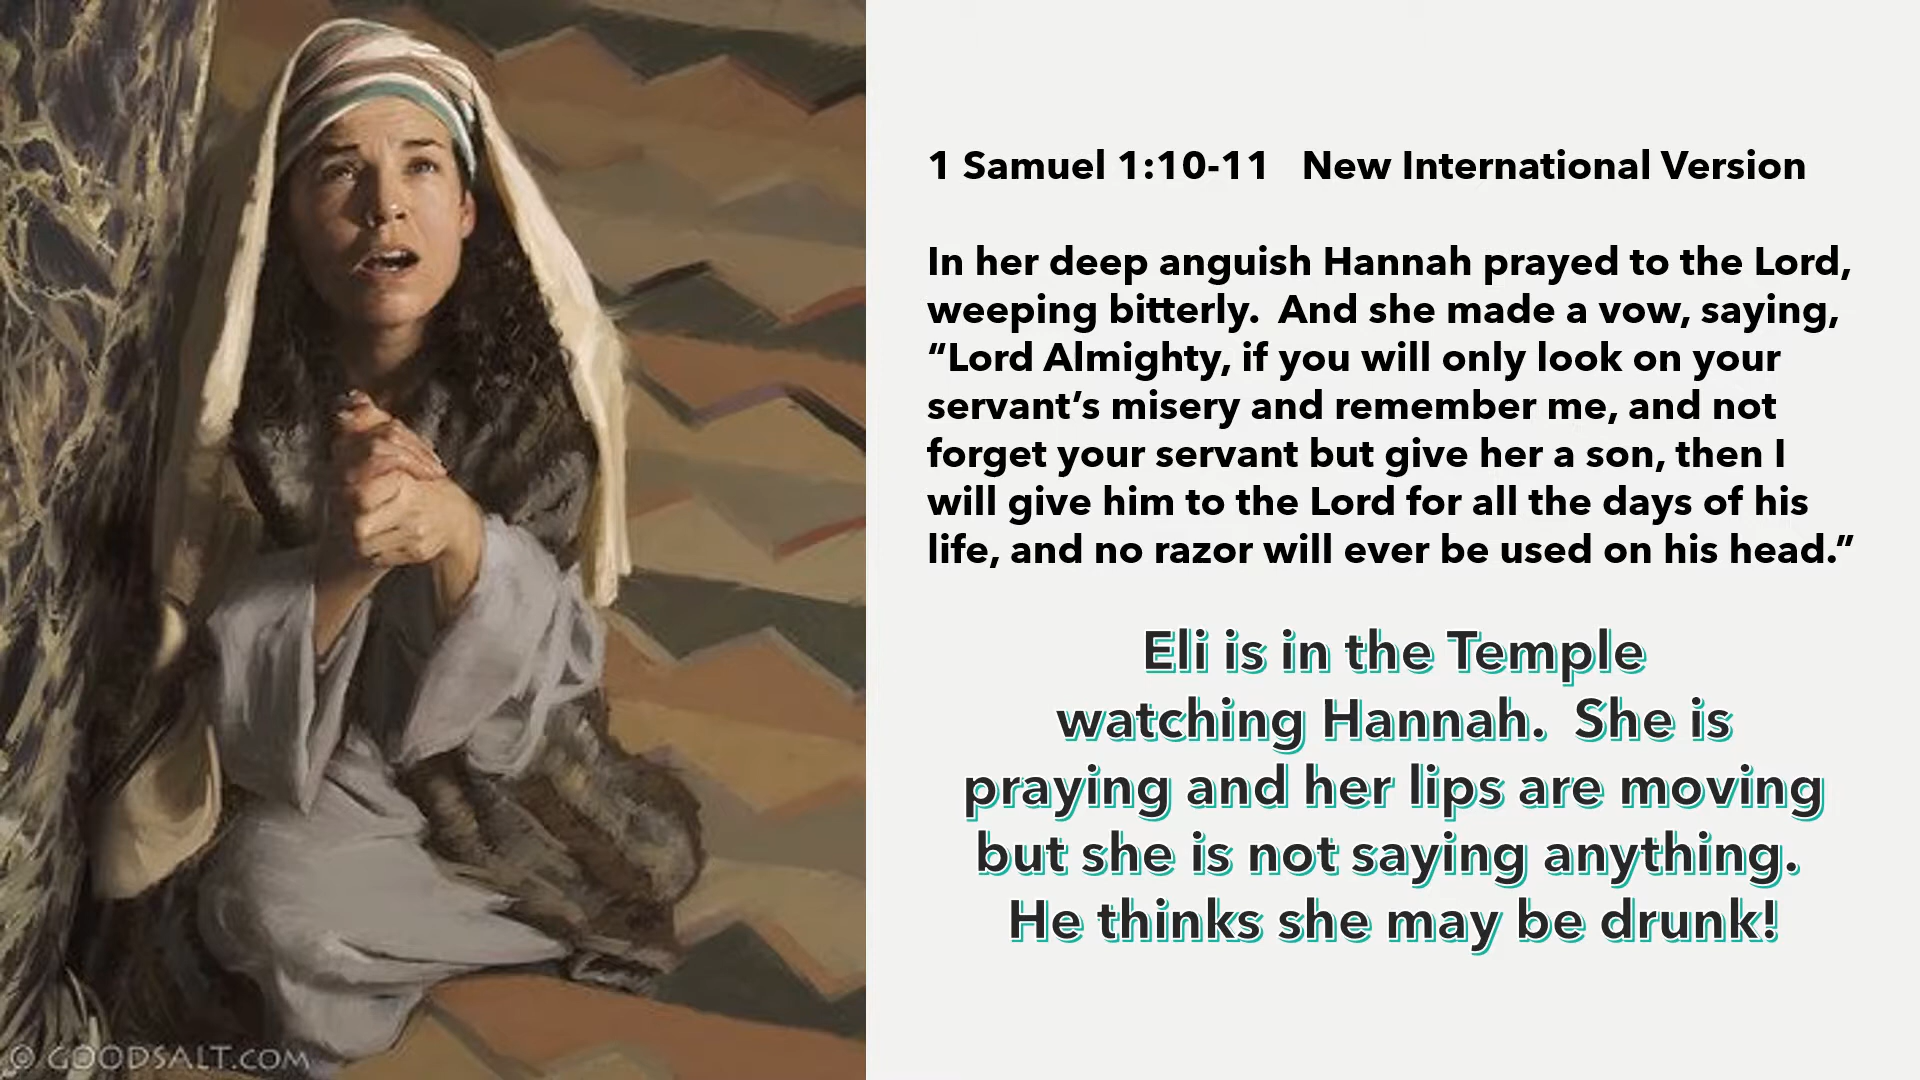 1 Samuel 1:10-11   New International Version
In her deep anguish Hannah prayed to the Lord,
weeping bitterly.  And she made a vow, saying,
“Lord Almighty, if you will only look on your
servant’s misery and remember me, and not
forget your servant but give her a son, then I
will give him to the Lord for all the days of his
life, and no razor will ever be used on his head.”
Eli is in the Temple
watching Hannah.  She is
praying and her lips are moving
but she is not saying anything.
He thinks she may be drunk!
© GOODSALT.COM